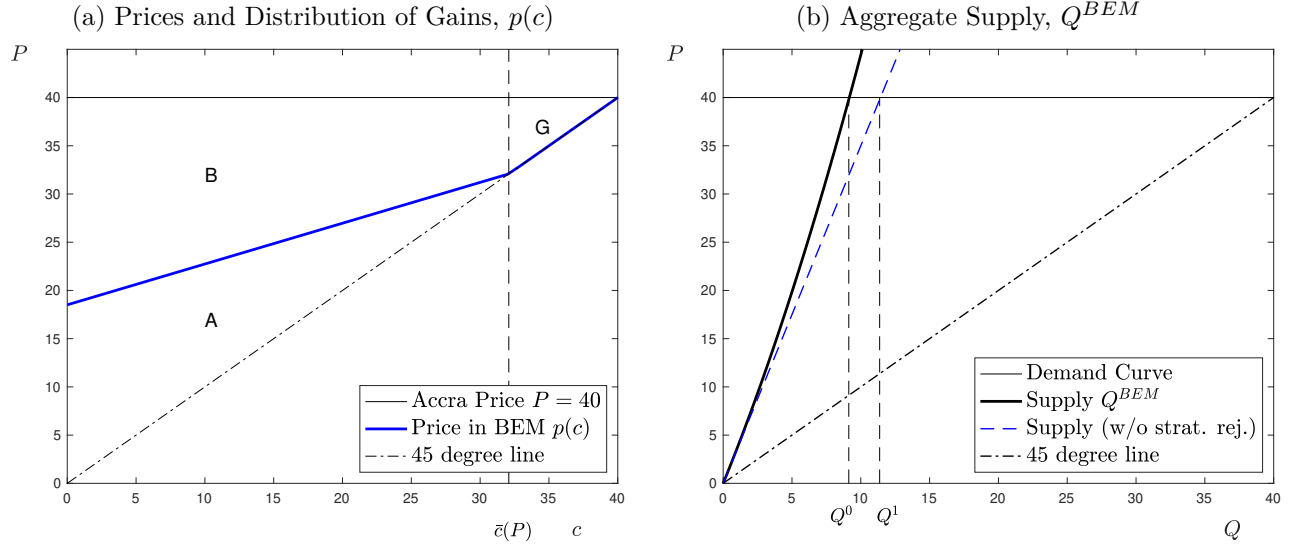 (a) Prices and Distribution of Gains, p(c)
P
40
35
30
25
20
15
10
5
0
B
G
A
Accra Price P = 40
Price in BEM p(c)
45 degree line
0 5 10 15 20 25 30 35 40
c̄(P) c
(b) Aggregate Supply, Q^{BEM}
P
40
35
30
25
20
15
10
5
0
Demand Curve
Supply Q^{BEM}
Supply (w/o strat. rej.)
45 degree line
0 5 10 15 20 25 30 35 40
Q^0 Q^1 Q